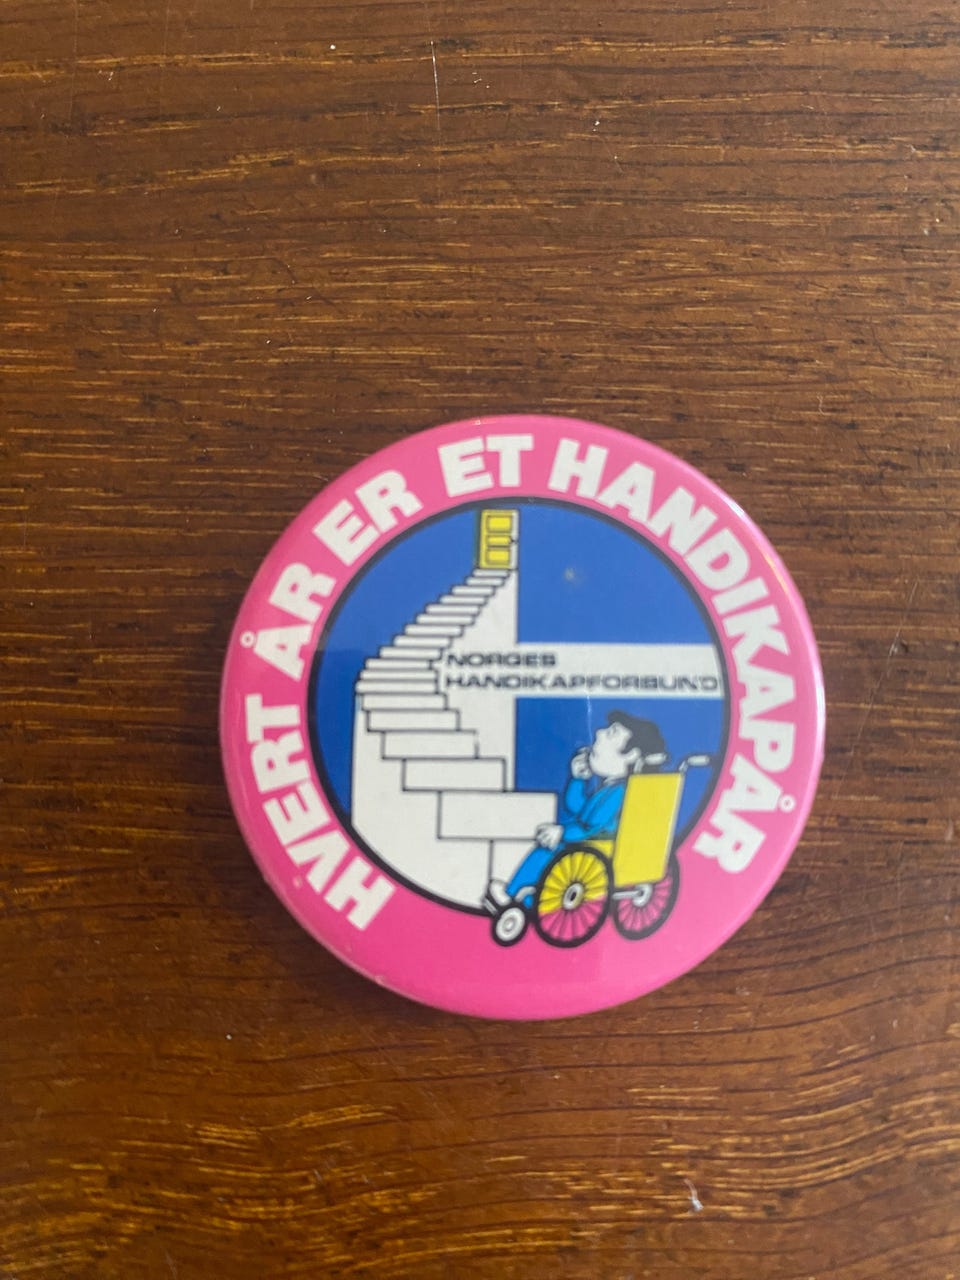 HVERT ÅR ER ET HANDIKAPÅR
NORGES
HANDIKAPFORBUND